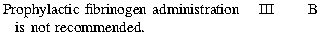 Prophylactic fibrinogen administration III B
is not recommended.